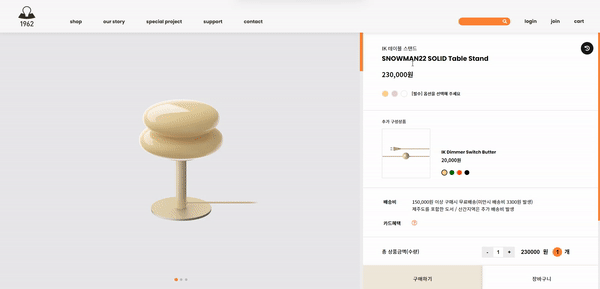 1962
shop
our story
special project
support
contact
login
join
cart
IK 테이블 스탠드
SNOWMAN22 SOLID Table Stand
230,000원
[필수] 옵션을 선택해 주세요
추가 구성상품
IK Dimmer Switch Butter
20,000원
배송비
150,000원 이상 구매시 무료배송(미만시 배송비 3300원 발생)
제주도를 포함한 도서 / 산간지역은 추가 배송비 발생
카드혜택
총 상품금액(수량)
- 1 +
230000 원 1 개
구매하기
장바구니